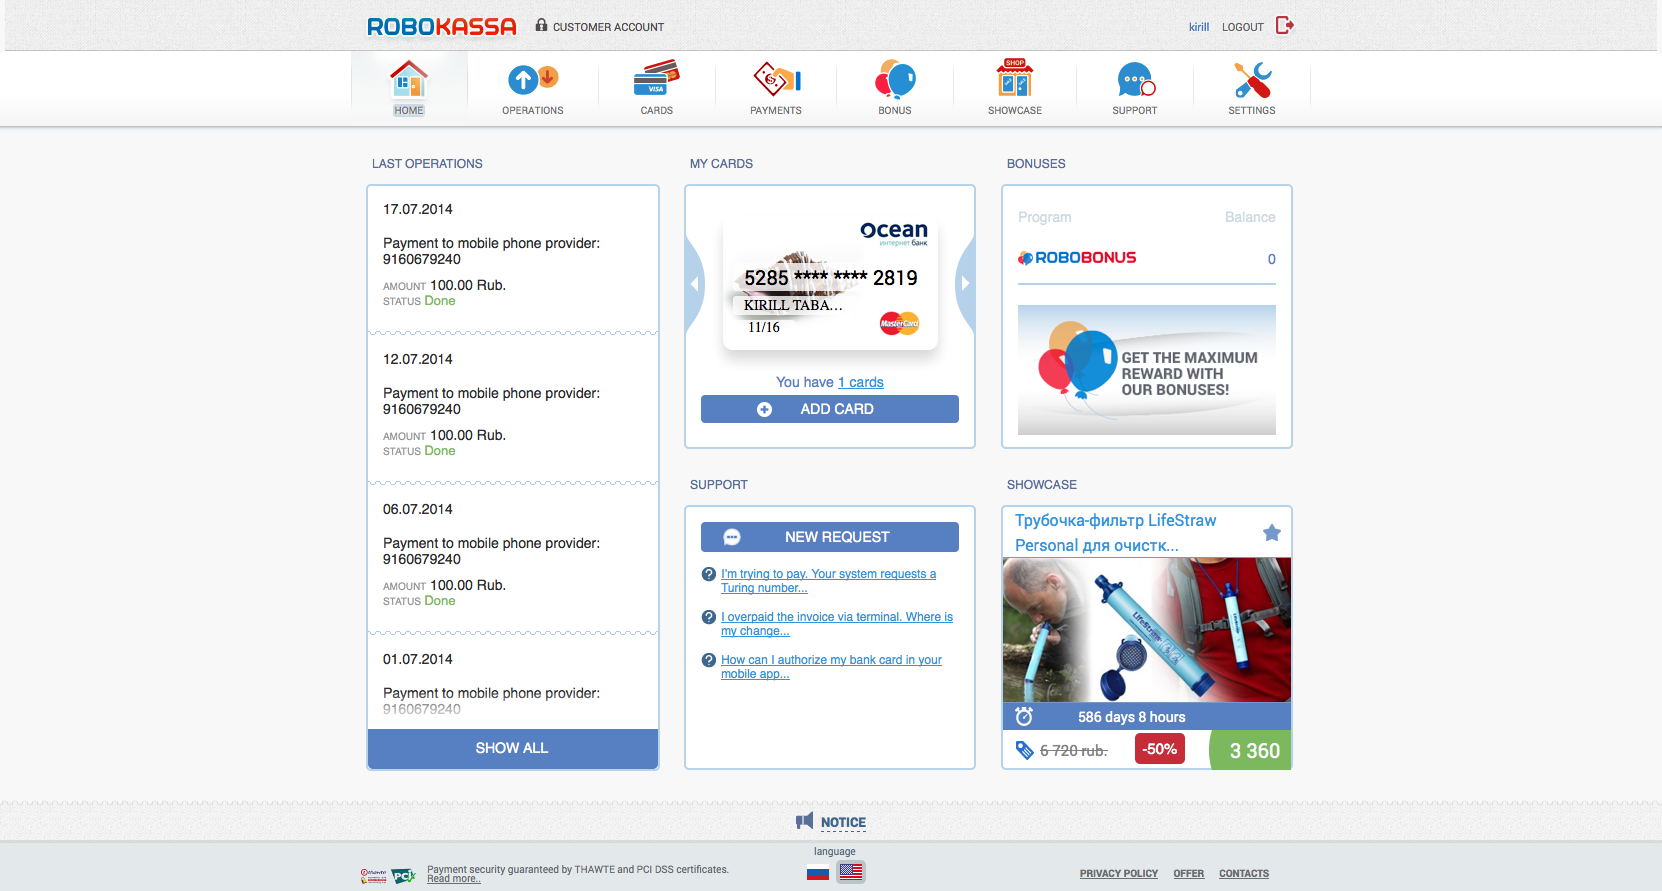 ROBOKASSA
CUSTOMER ACCOUNT
kirill
LOGOUT
HOME
OPERATIONS
VISA
CARDS
PAYMENTS
BONUS
SHOP
SHOWCASE
SUPPORT
SETTINGS
LAST OPERATIONS
17.07.2014
Payment to mobile phone provider:
9160679240
AMOUNT 100.00 Rub.
STATUS Done
12.07.2014
Payment to mobile phone provider:
9160679240
AMOUNT 100.00 Rub.
STATUS Done
06.07.2014
Payment to mobile phone provider:
9160679240
AMOUNT 100.00 Rub.
STATUS Done
01.07.2014
Payment to mobile phone provider:
9160679240
SHOW ALL
MY CARDS
Ocean
интернет банк
5285 **** **** 2819
KIRILL TABA...
11/16
MasterCard
You have 1 cards
ADD CARD
BONUSES
Program Balance
ROBOBONUS 0
GET THE MAXIMUM
REWARD WITH
OUR BONUSES!
SUPPORT
NEW REQUEST
I'm trying to pay. Your system requests a
Turing number...
I overpaid the invoice via terminal. Where is
my change...
How can I authorize my bank card in your
mobile app...
SHOWCASE
Трубочка-фильтр LifeStraw
Personal для очистк...
LifeStraw
586 days 8 hours
6 720 rub.
-50%
3 360
NOTICE
language
thawte
PCI
Payment security guaranteed by THAWTE and PCI DSS certificates.
Read more..
PRIVACY POLICY
OFFER
CONTACTS